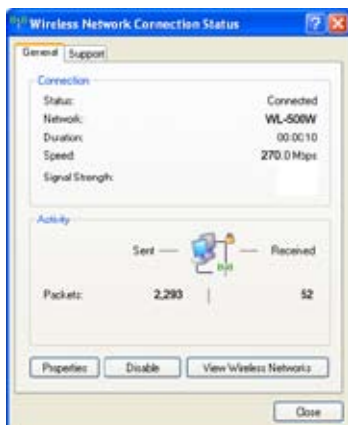 Wireless Network Connection Status
General Support
Connection
Status: Connected
Network: WL-500W
Duration: 00:00:10
Speed: 270.0 Mbps
Signal Strength:
Activity
Sent — — Received
Packets: 2,293 | 52
Properties Disable View Wireless Networks
Close